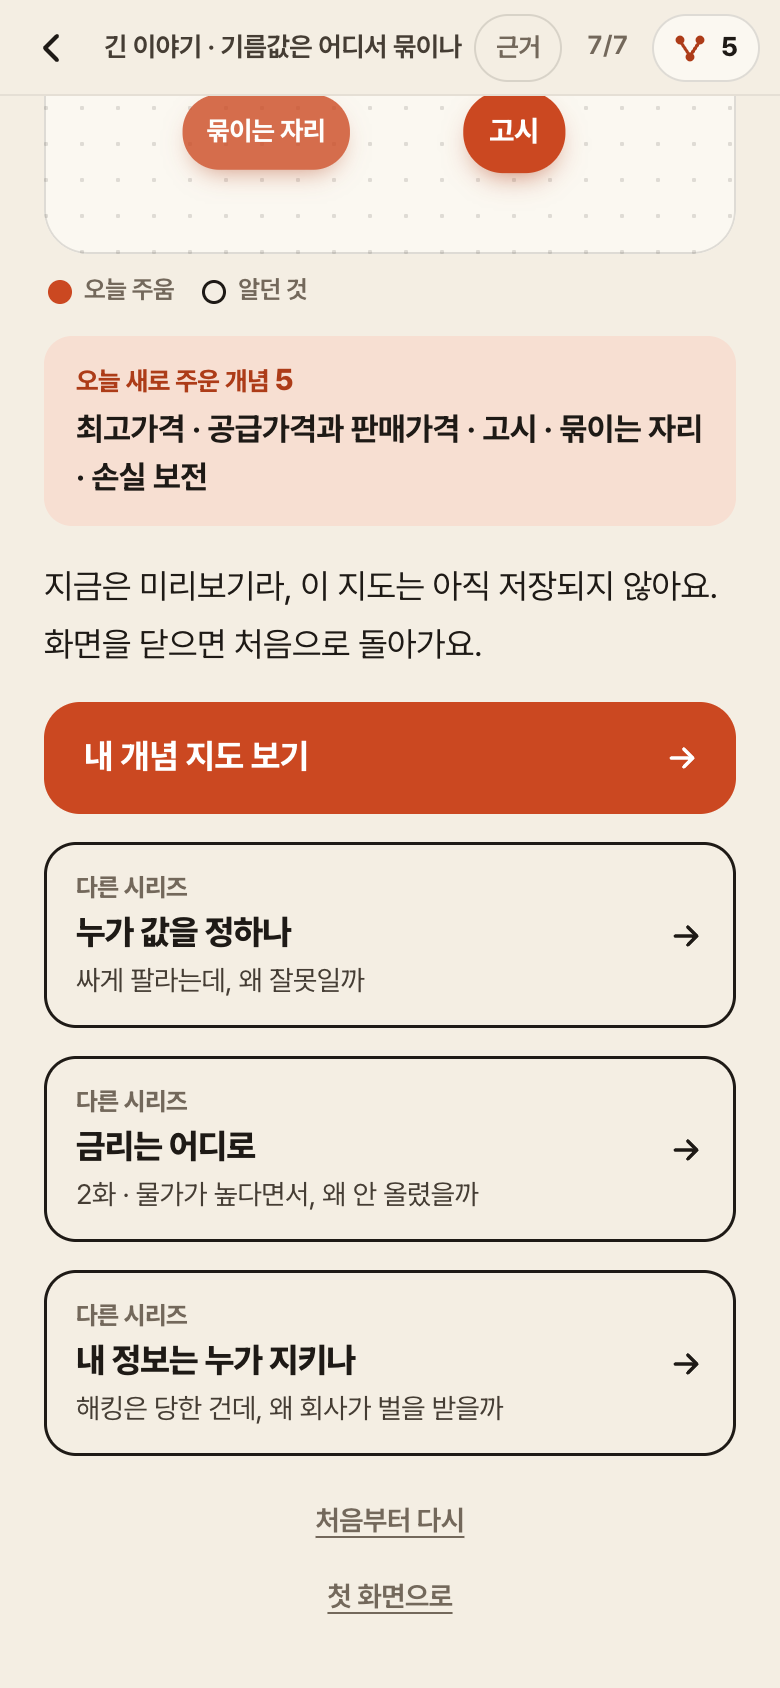 긴 이야기 · 기름값은 어디서 묶이나 근거 7/7 5
묶이는 자리 고시
오늘 주움 알던 것
오늘 새로 주운 개념 5
최고가격 · 공급가격과 판매가격 · 고시 · 묶이는 자리
· 손실 보전
지금은 미리보기라, 이 지도는 아직 저장되지 않아요.
화면을 닫으면 처음으로 돌아가요.
내 개념 지도 보기
다른 시리즈
누가 값을 정하나
싸게 팔라는데, 왜 잘못일까
다른 시리즈
금리는 어디로
2화 · 물가가 높다면서, 왜 안 올렸을까
다른 시리즈
내 정보는 누가 지키나
해킹은 당한 건데, 왜 회사가 벌을 받을까
처음부터 다시
첫 화면으로